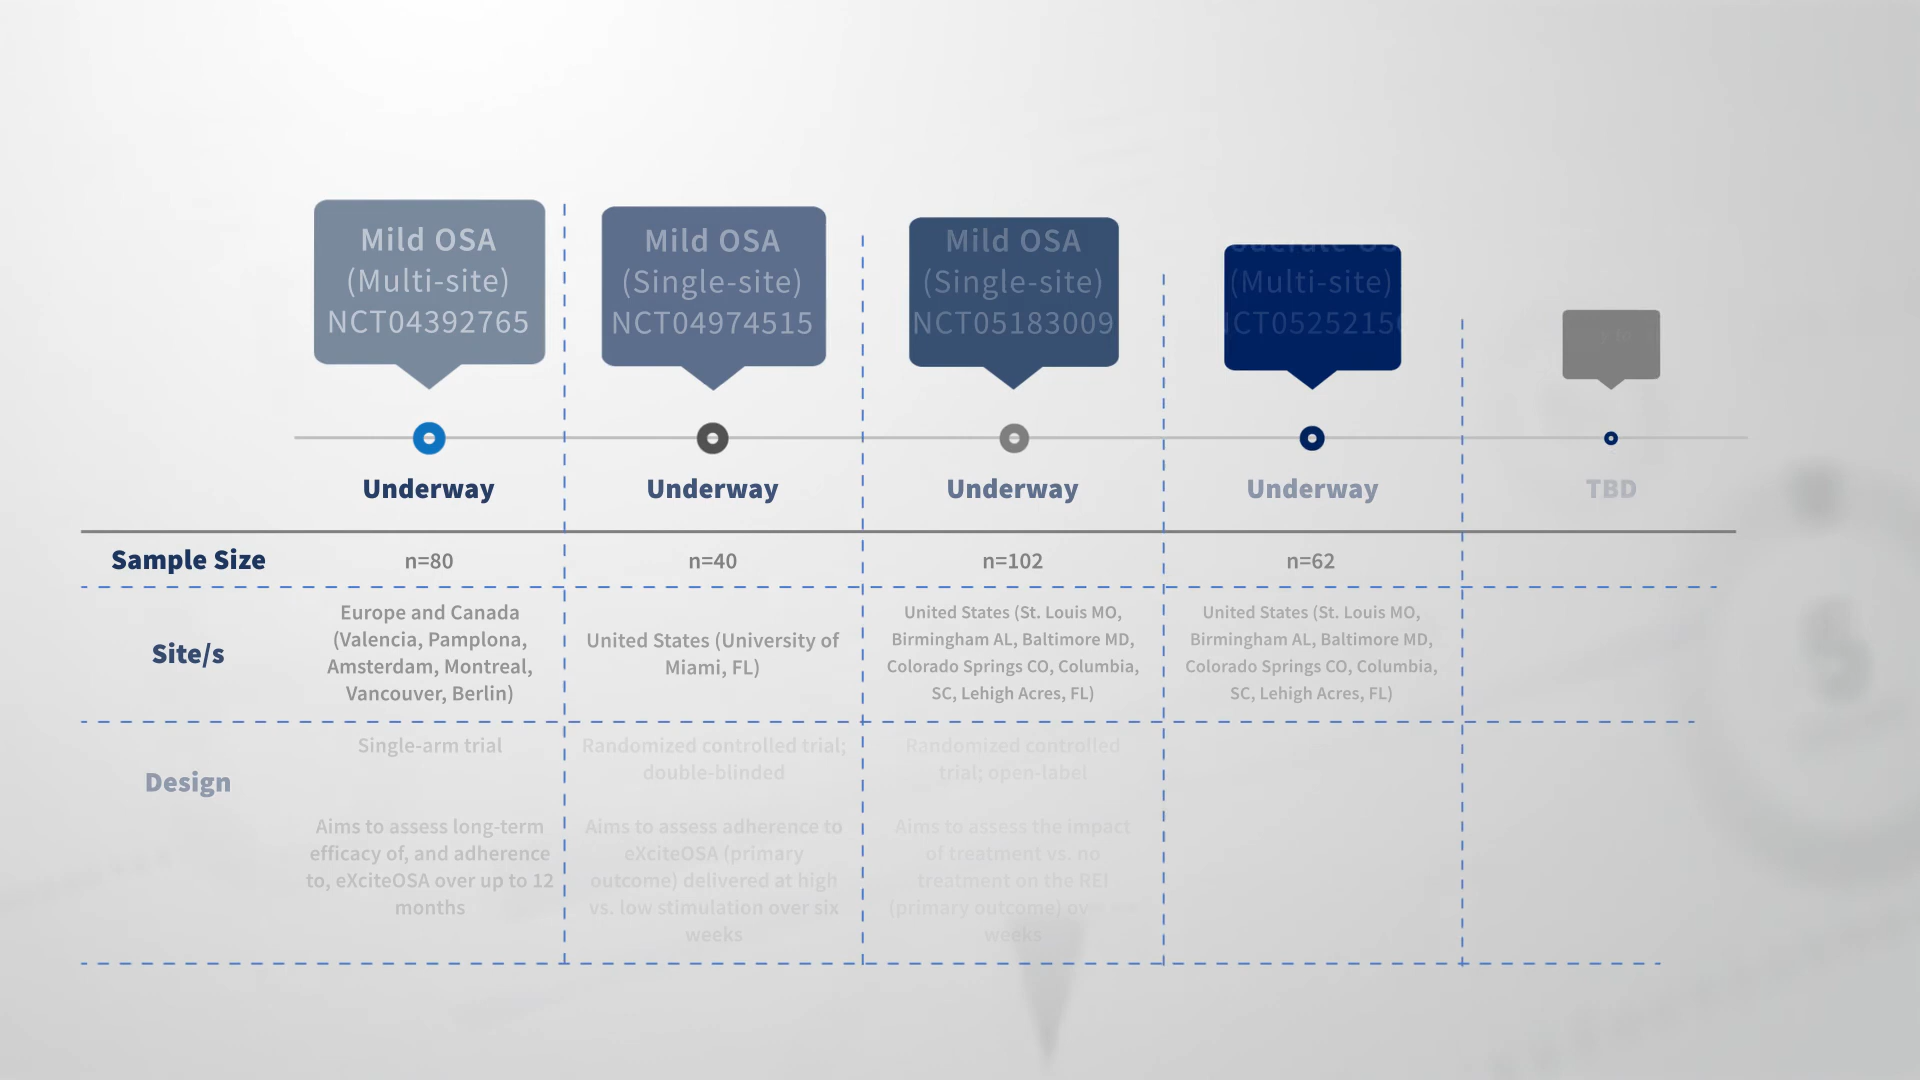 Mild OSA
(Multi-site)
NCT04392765
Mild OSA
(Single-site)
NCT04974515
Mild OSA
(Single-site)
NCT05183009
(Multi-site)
Underway
Underway
Underway
Underway
TBD
Sample Size
n=80
n=40
n=102
n=62
Site/s
Europe and Canada
(Valencia, Pamplona,
Amsterdam, Montreal,
Vancouver, Berlin)
United States (University of
Miami, FL)
United States (St. Louis MO,
Birmingham AL, Baltimore MD,
Colorado Springs CO, Columbia,
SC, Lehigh Acres, FL)
United States (St. Louis MO,
Birmingham AL, Baltimore MD,
Colorado Springs CO, Columbia,
SC, Lehigh Acres, FL)
Design
Single-arm trial
Aims to assess long-term
efficacy of, and adherence
to, eXciteOSA over up to 12
months
Randomized controlled trial;
double-blinded
Aims to assess adherence to
eXciteOSA (primary
outcome) delivered at high
vs. low stimulation over six
weeks
Randomized controlled
trial; open-label
Aims to assess the impact
of treatment vs. no
treatment on the REI
(primary outcome)
weeks